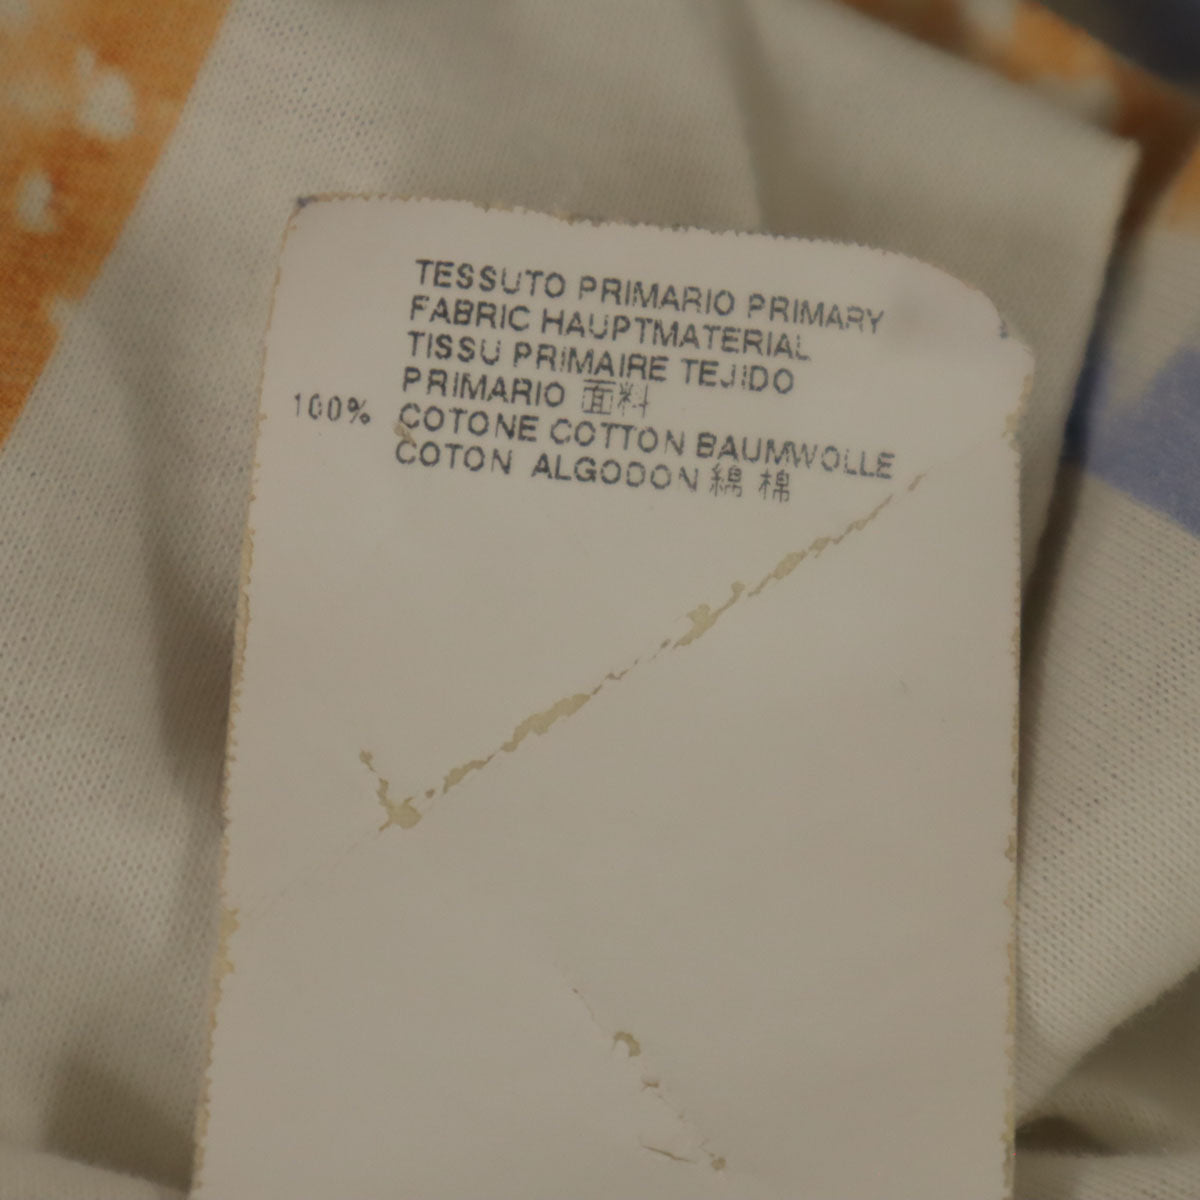 TESSUTO PRIMARIO PRIMARY
FABRIC HAUPTMATERIAL
TISSU PRIMAIRE TEJIDO
PRIMARIO 面料
100% COTONE COTTON BAUMWOLLE
COTON ALGODON 綿 棉